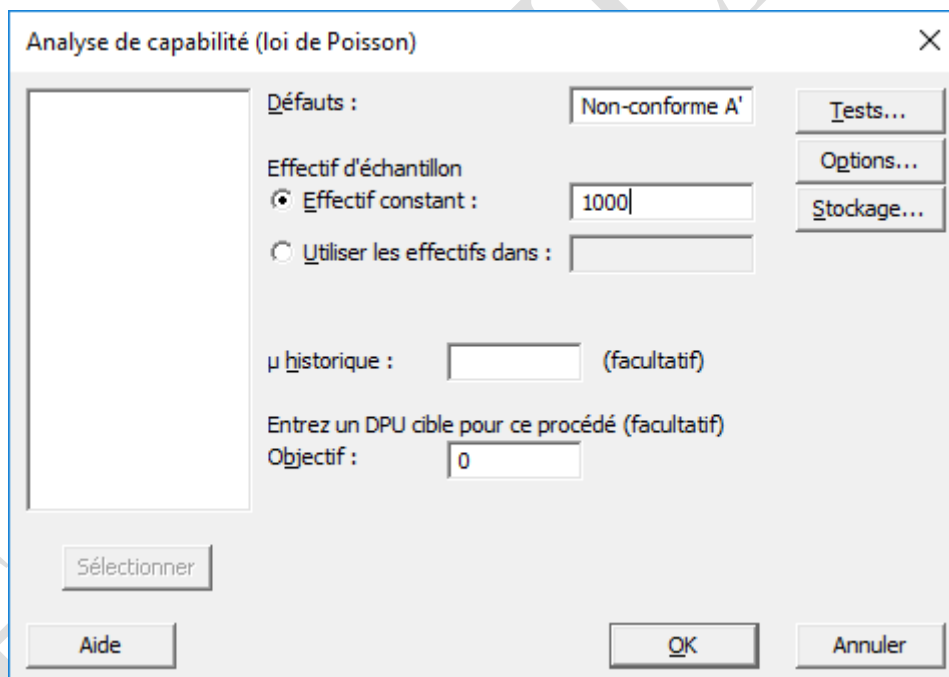 Analyse de capabilité (loi de Poisson)
Défauts :
Non-conforme A'
Tests...
Effectif d'échantillon
Options...
Effectif constant :
1000
Stockage...
Utiliser les effectifs dans :
µ historique :
(facultatif)
Entrez un DPU cible pour ce procédé (facultatif)
Objectif :
0
Sélectionner
Aide
OK
Annuler